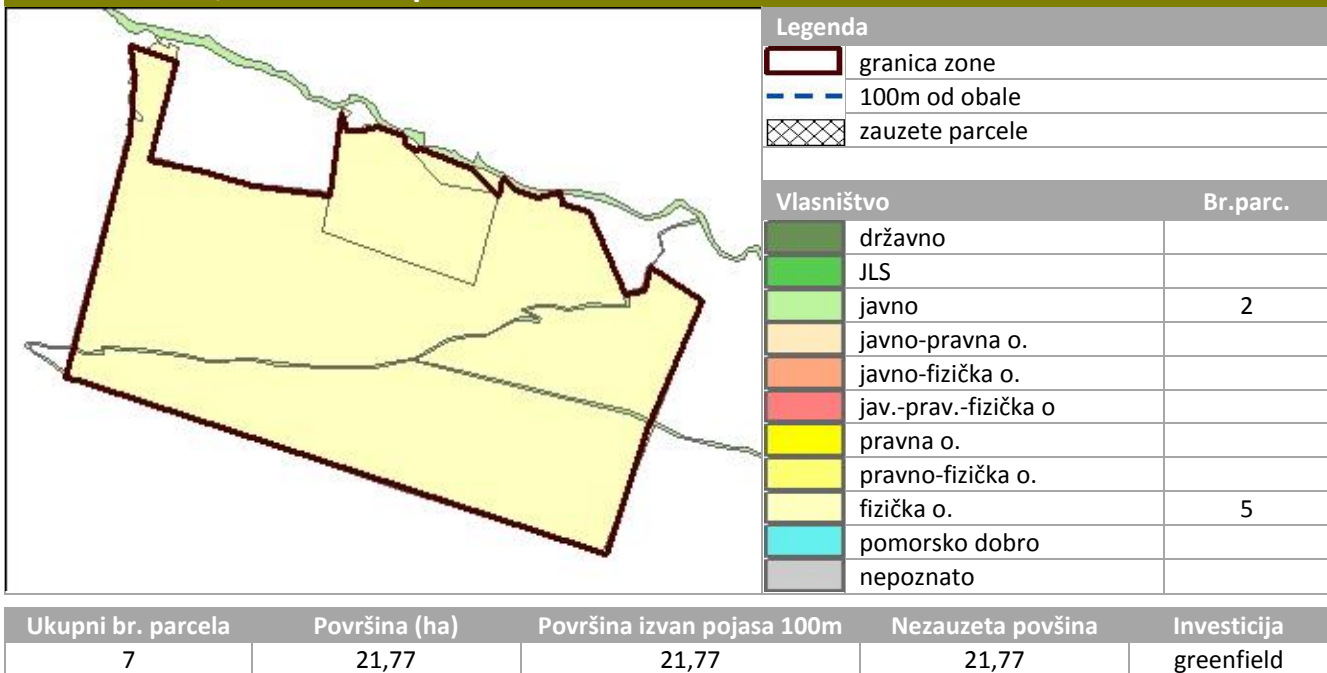 Legenda
granica zone
100m od obale
zauzete parcele
Vlasništvo Br.parc.
državno
JLS
javno 2
javno-pravna o.
javno-fizička o.
jav.-prav.-fizička o
pravna o.
pravno-fizička o.
fizička o. 5
pomorsko dobro
nepoznato
Ukupni br. parcela Površina (ha) Površina izvan pojasa 100m Nezauzeta povšina Investicija
7 21,77 21,77 21,77 greenfield